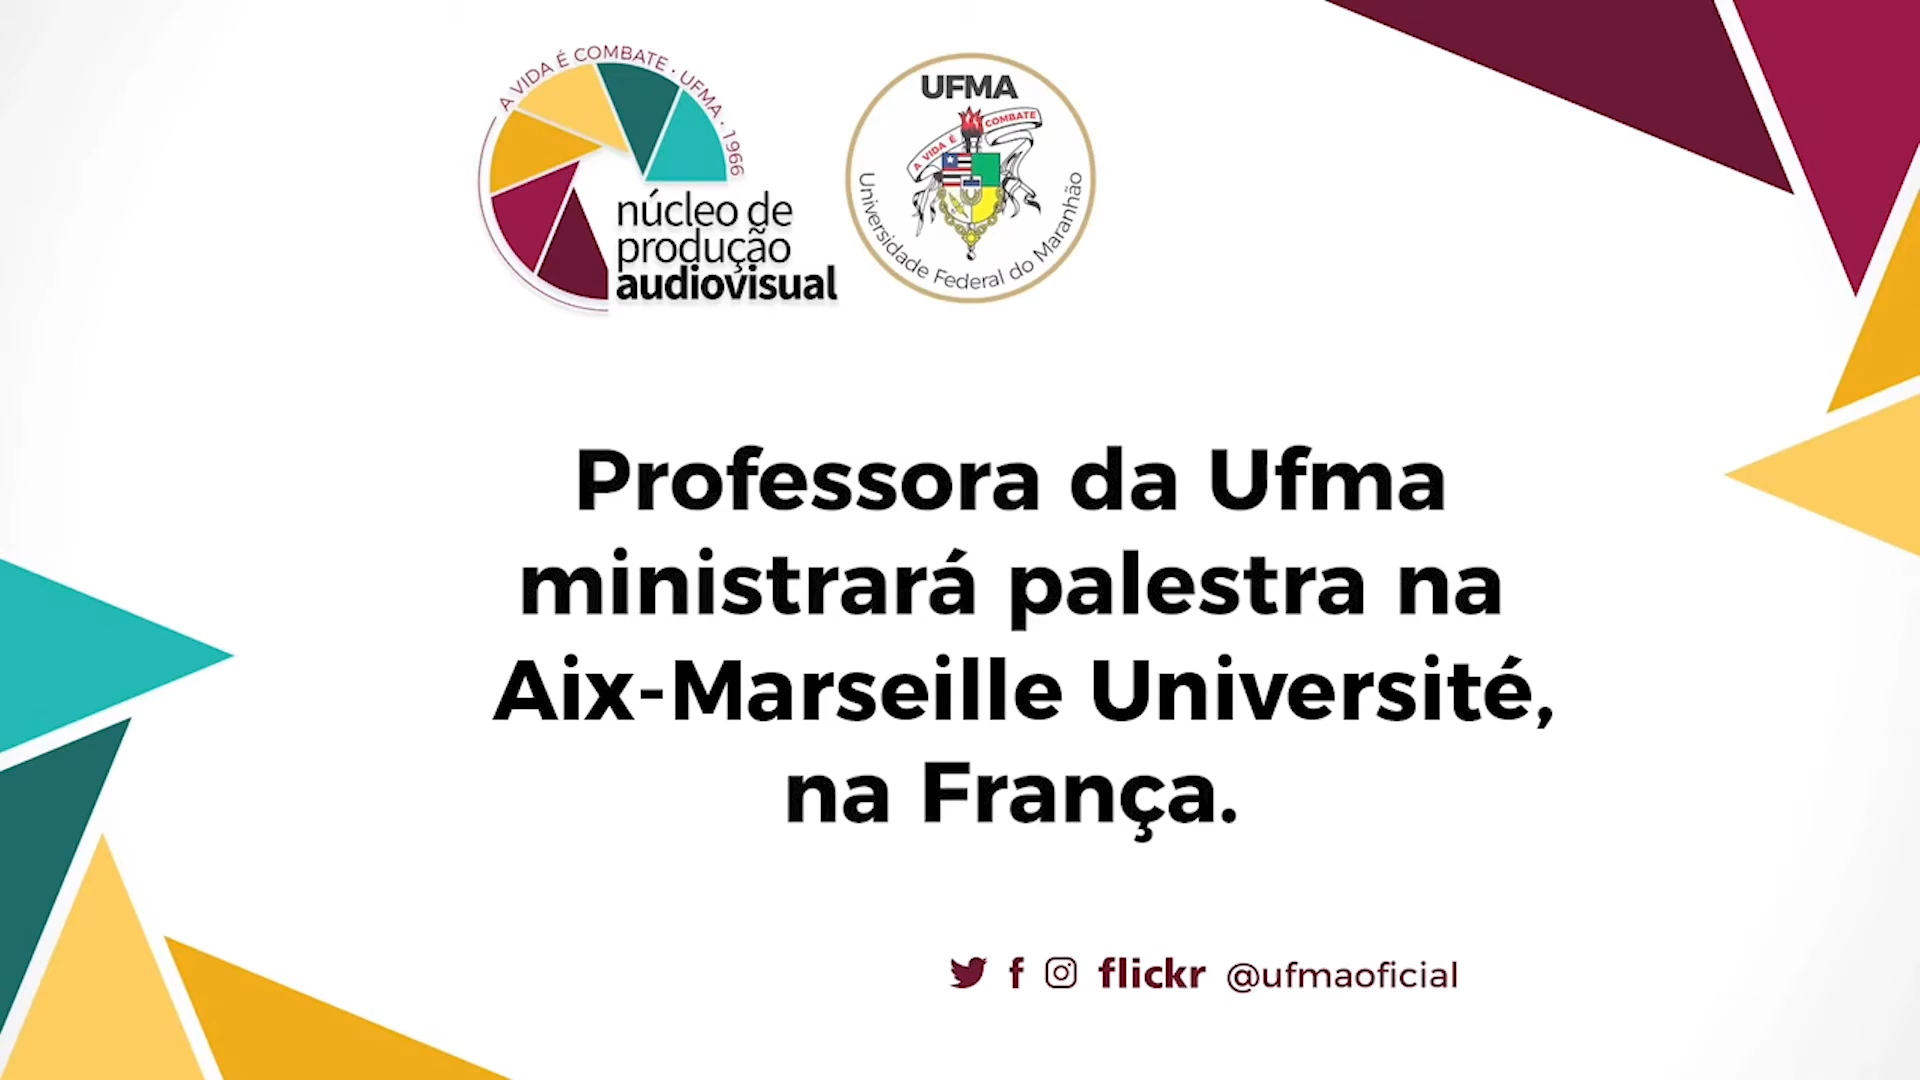 A VIDA É COMBATE • UFMA • 1966
núcleo de
produção
audiovisual
UFMA
A VIDA É COMBATE
Universidade Federal do Maranhão
Professora da Ufma
ministrará palestra na
Aix-Marseille Université,
na França.
f flickr @ufmaoficial